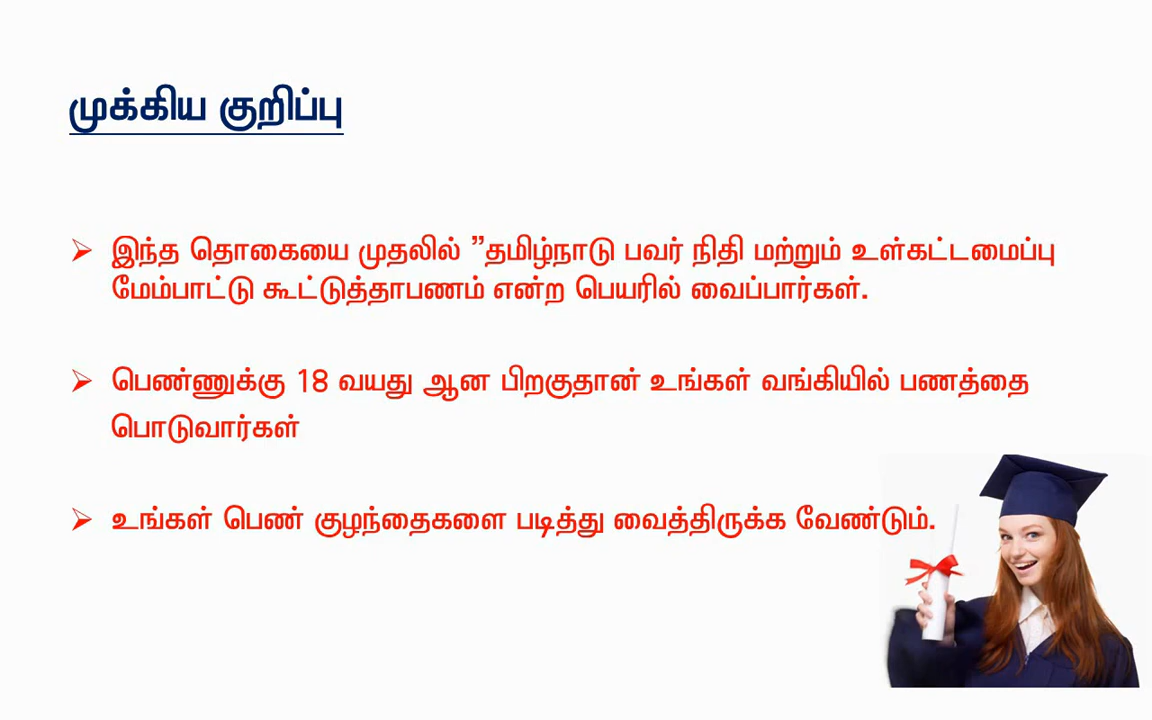 முக்கிய குறிப்பு
இந்த தொகையை முதலில் ”தமிழ்நாடு பவர் நிதி மற்றும் உள்கட்டமைப்பு
மேம்பாட்டு கூட்டுத்தாபணம் என்ற பெயரில் வைப்பார்கள்.
பெண்ணுக்கு 18 வயது ஆன பிறகுதான் உங்கள் வங்கியில் பணத்தை
பொடுவார்கள்
உங்கள் பெண் குழந்தைகளை படித்து வைத்திருக்க வேண்டும்.